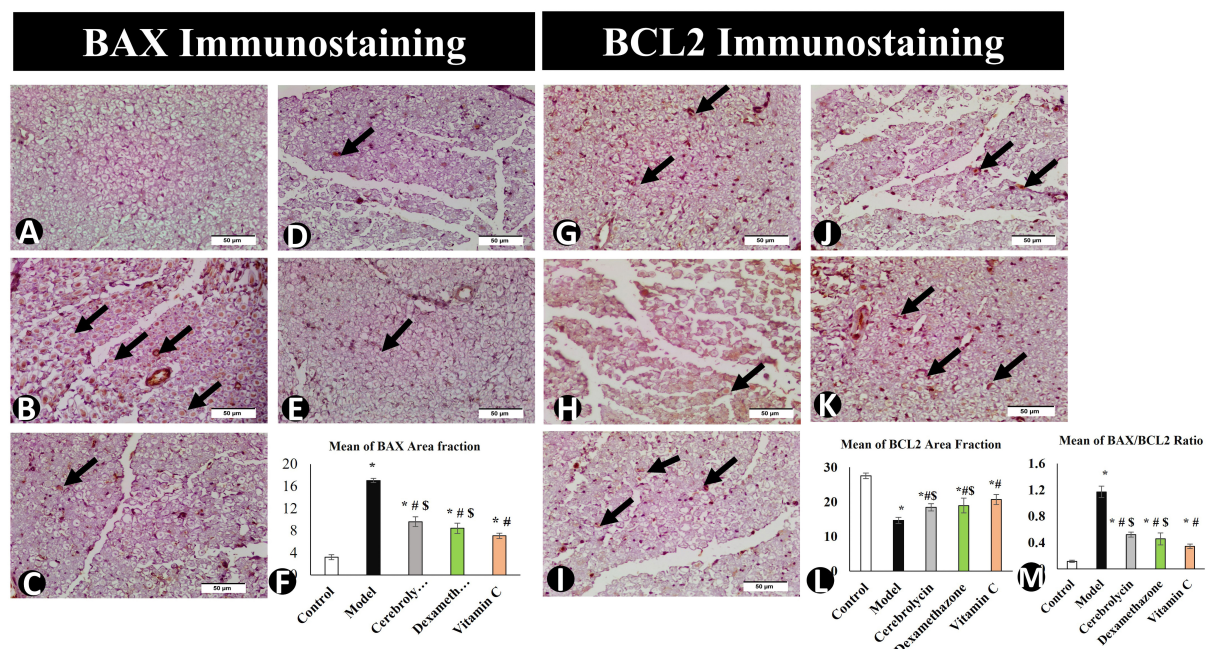 BAX Immunostaining
BCL2 Immunostaining
A
50 µm
D
50 µm
G
50 µm
J
50 µm
B
50 µm
E
50 µm
H
50 µm
K
50 µm
C
50 µm
Mean of BAX Area fraction
20
16
12
8
4
0
*
* # $
* # $
* #
Control
Model
Cerebroly…
Dexameth…
Vitamin C
F
I
50 µm
Mean of BCL2 Area Fraction
30
20
10
0
*
*#$
*#$
*#
Control
Model
Cerebrolycin
Dexamethazone
Vitamin C
L
Mean of BAX/BCL2 Ratio
1.6
1.2
0.8
0.4
0
*
* # $
* # $
* #
Control
Model
Cerebrolycin
Dexamethazone
Vitamin C
M